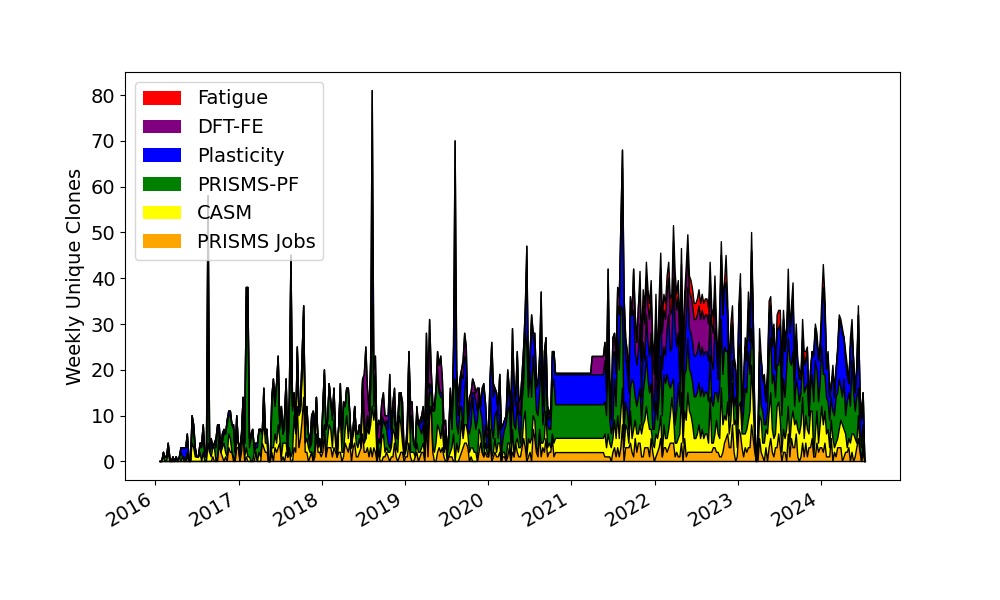 Weekly Unique Clones
80
70
60
50
40
30
20
10
0
Fatigue
DFT-FE
Plasticity
PRISMS-PF
CASM
PRISMS Jobs
2016
2017
2018
2019
2020
2021
2022
2023
2024